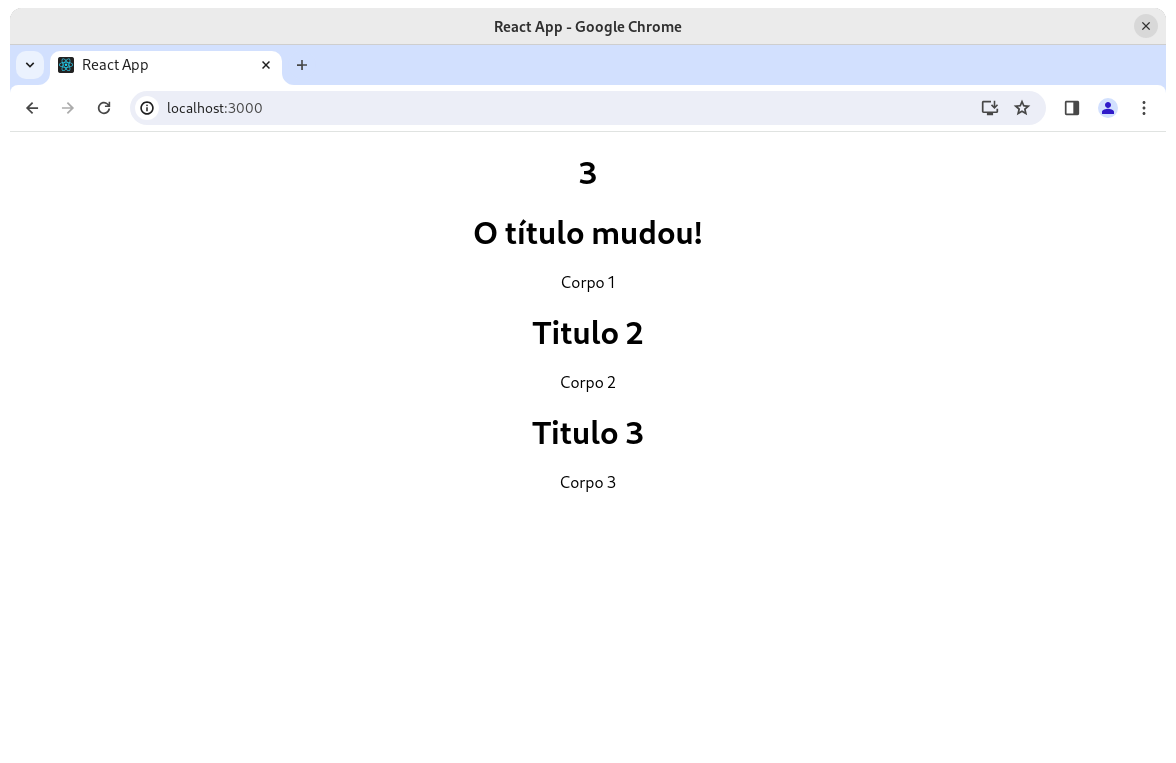 React App - Google Chrome
React App
localhost:3000
3
O título mudou!
Corpo 1
Titulo 2
Corpo 2
Titulo 3
Corpo 3